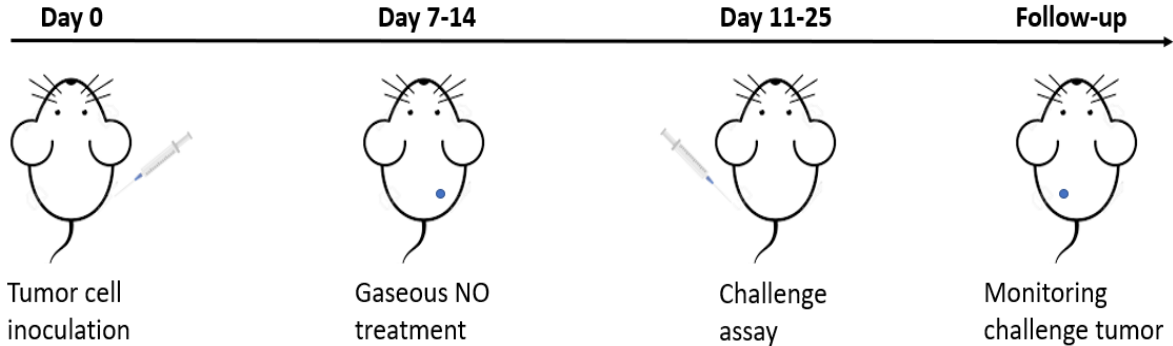 Day 0
Day 7-14
Day 11-25
Follow-up
Tumor cell
inoculation
Gaseous NO
treatment
Challenge
assay
Monitoring
challenge tumor